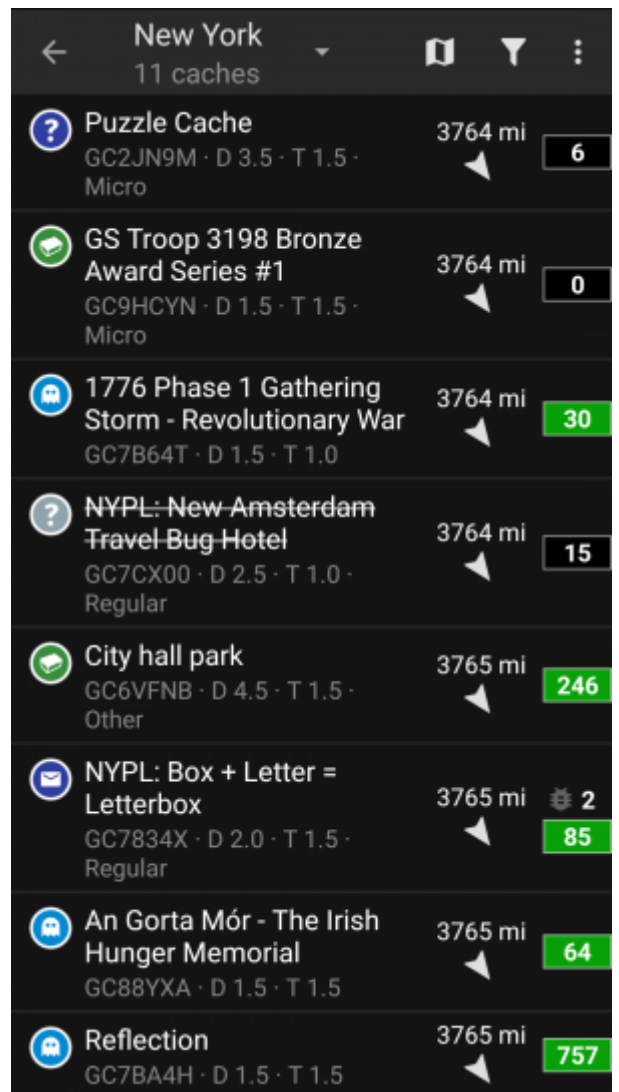 New York
11 caches
Puzzle Cache
GC2JN9M · D 3.5 · T 1.5 ·
Micro
3764 mi
6
GS Troop 3198 Bronze
Award Series #1
GC9HCYN · D 1.5 · T 1.5 ·
Micro
3764 mi
0
1776 Phase 1 Gathering
Storm - Revolutionary War
GC7B64T · D 1.5 · T 1.0
3764 mi
30
NYPL: New Amsterdam
Travel Bug Hotel
GC7CX00 · D 2.5 · T 1.0 ·
Regular
3764 mi
15
City hall park
GC6VFNB · D 4.5 · T 1.5 ·
Other
3765 mi
246
NYPL: Box + Letter =
Letterbox
GC7834X · D 2.0 · T 1.5 ·
Regular
3765 mi
2
85
An Gorta Mór - The Irish
Hunger Memorial
GC88YXA · D 1.5 · T 1.5
3765 mi
64
Reflection
GC7BA4H · D 1.5 · T 1.5
3765 mi
757